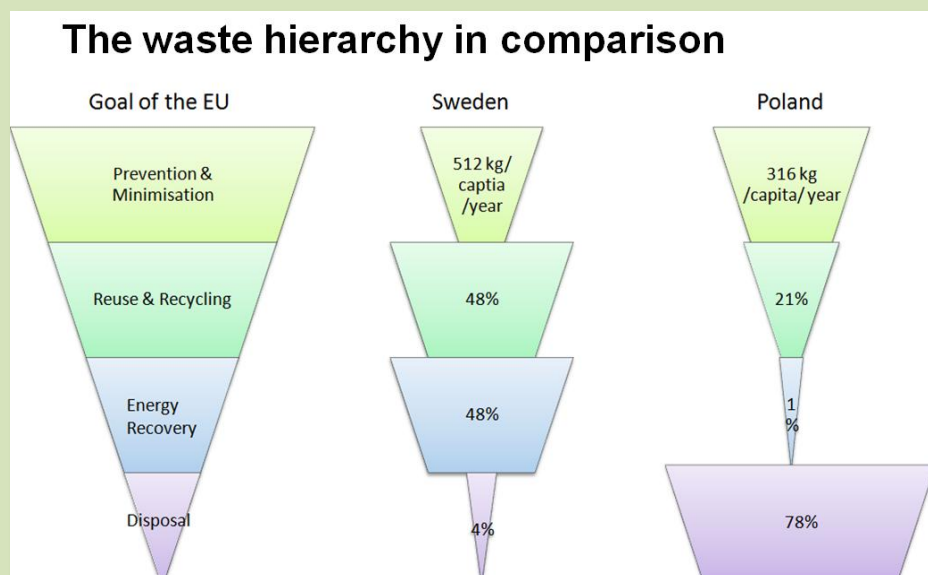 The waste hierarchy in comparison
Goal of the EU
Prevention &
Minimisation
Reuse & Recycling
Energy
Recovery
Disposal
Sweden
512 kg/
captia
/year
48%
48%
4%
Poland
316 kg
/capita/ year
21%
1
%
78%